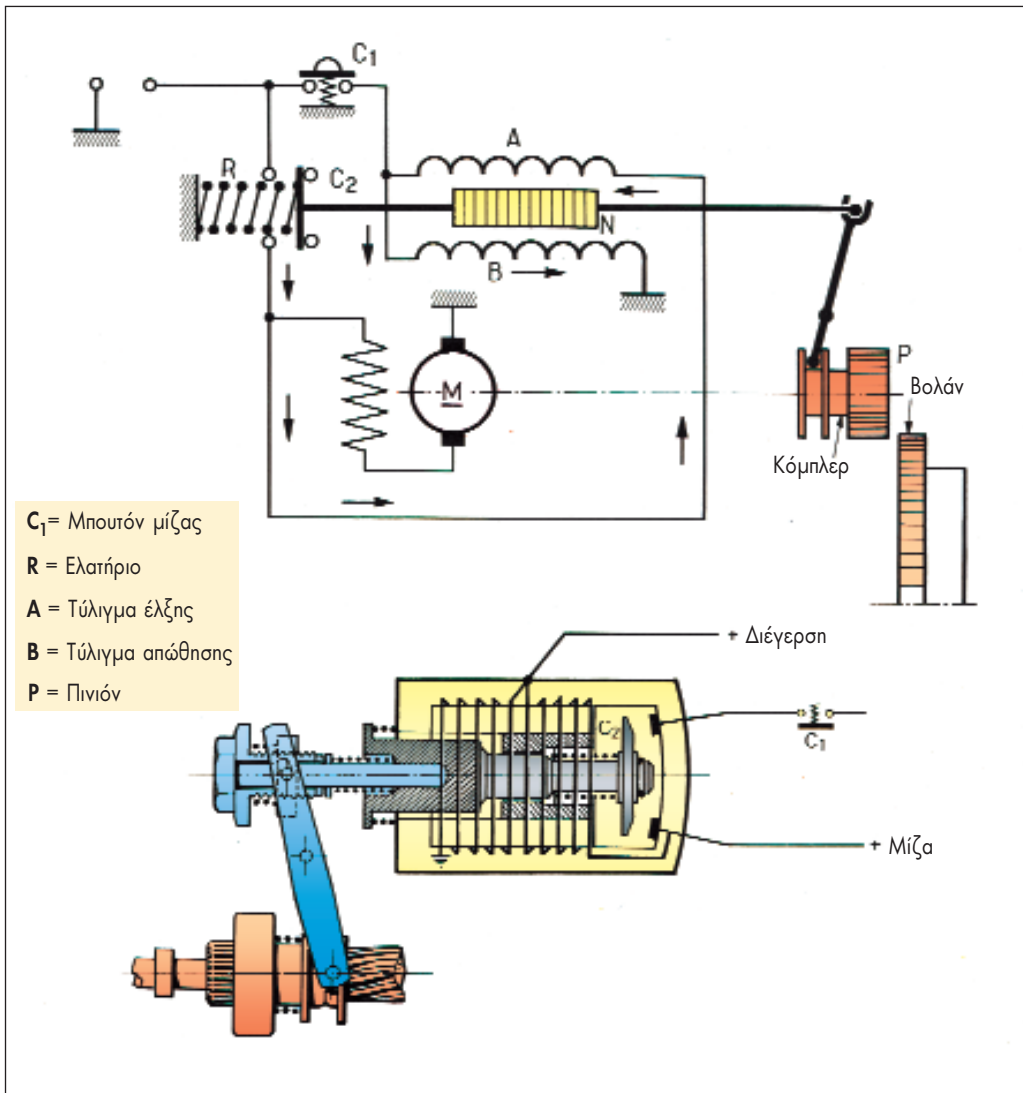 C1
A
R
C2
N
B
M
P
Βολάν
Κόμπλερ
C1= Μπουτόν μίζας
R = Ελατήριο
A = Τύλιγμα έλξης
B = Τύλιγμα απώθησης
P = Πινιόν
+ Διέγερση
C2
C1
+ Μίζα